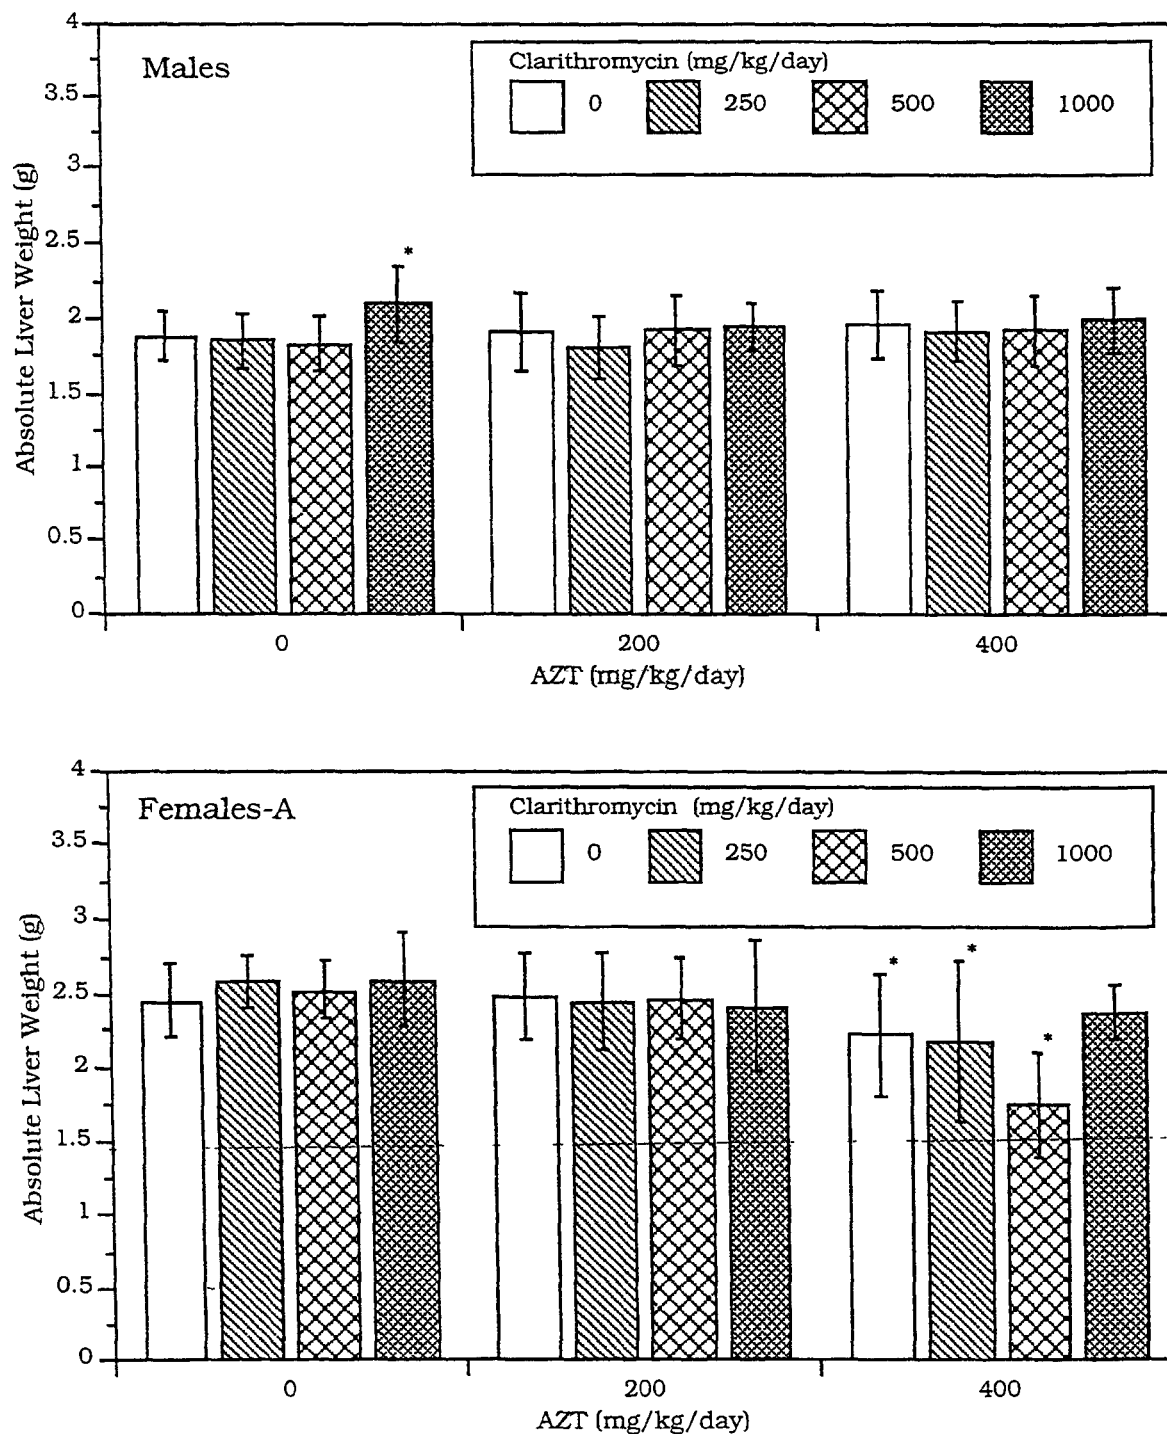 4
Males
Clarithromycin (mg/kg/day)
0 250 500 1000
3.5
3
2.5
*
2
1.5
1
0.5
0
Absolute Liver Weight (g)
0 200 400
AZT (mg/kg/day)
4
Females-A
Clarithromycin (mg/kg/day)
0 250 500 1000
3.5
3
* *
2.5
*
2
1.5
1
0.5
0
Absolute Liver Weight (g)
0 200 400
AZT (mg/kg/day)